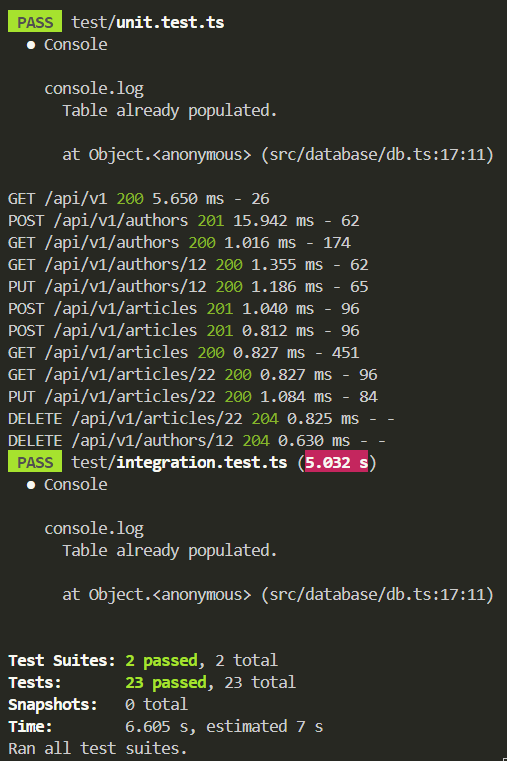 PASS test/unit.test.ts
● Console
console.log
Table already populated.
at Object.<anonymous> (src/database/db.ts:17:11)
GET /api/v1 200 5.650 ms - 26
POST /api/v1/authors 201 15.942 ms - 62
GET /api/v1/authors 200 1.016 ms - 174
GET /api/v1/authors/12 200 1.355 ms - 62
PUT /api/v1/authors/12 200 1.186 ms - 65
POST /api/v1/articles 201 1.040 ms - 96
POST /api/v1/articles 201 0.812 ms - 96
GET /api/v1/articles 200 0.827 ms - 451
GET /api/v1/articles/22 200 0.827 ms - 96
PUT /api/v1/articles/22 200 1.084 ms - 84
DELETE /api/v1/articles/22 204 0.825 ms - -
DELETE /api/v1/authors/12 204 0.630 ms - -
PASS test/integration.test.ts (5.032 s)
● Console
console.log
Table already populated.
at Object.<anonymous> (src/database/db.ts:17:11)
Test Suites: 2 passed, 2 total
Tests: 23 passed, 23 total
Snapshots: 0 total
Time: 6.605 s, estimated 7 s
Ran all test suites.